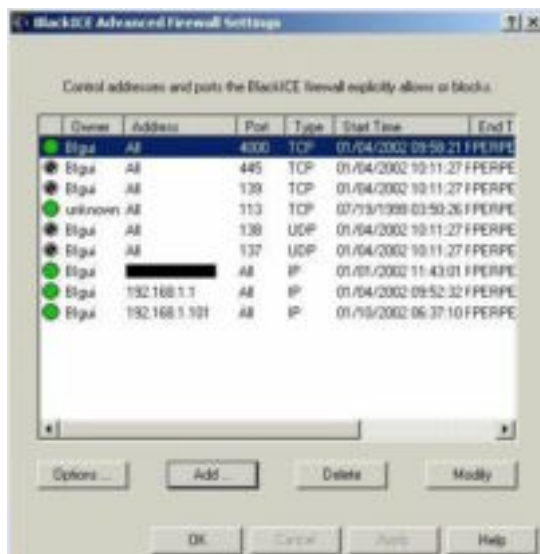 BlackICE Advanced Firewall Settings
Control addresses and ports the BlackICE firewall explicitly allows or blocks.
Owner Address Port Type Start Time End T
BIgui All 4000 TCP 01/04/2002 09:58:21 P PERPE
BIgui All 445 TCP 01/04/2002 10:11:27 P PERPE
BIgui All 139 TCP 01/04/2002 10:11:27 P PERPE
unknown All 113 TCP 07/19/1999 03:50:26 P PERPE
BIgui All 138 UDP 01/04/2002 10:11:27 P PERPE
BIgui All 137 UDP 01/04/2002 10:11:27 P PERPE
BIgui All IP 01/01/2002 11:43:01 P PERPE
BIgui 192.168.1.1 All IP 01/04/2002 09:52:32 P PERPE
BIgui 192.168.1.101 All IP 01/10/2002 06:37:10 P PERPE
Options ... Add ... Delete Modify
OK Cancel Apply Help